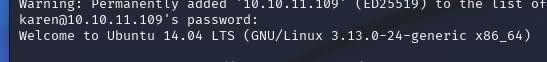 Warning: Permanently added '10.10.11.109' (ED25519) to the list of
karen@10.10.11.109's password:
Welcome to Ubuntu 14.04 LTS (GNU/Linux 3.13.0-24-generic x86_64)